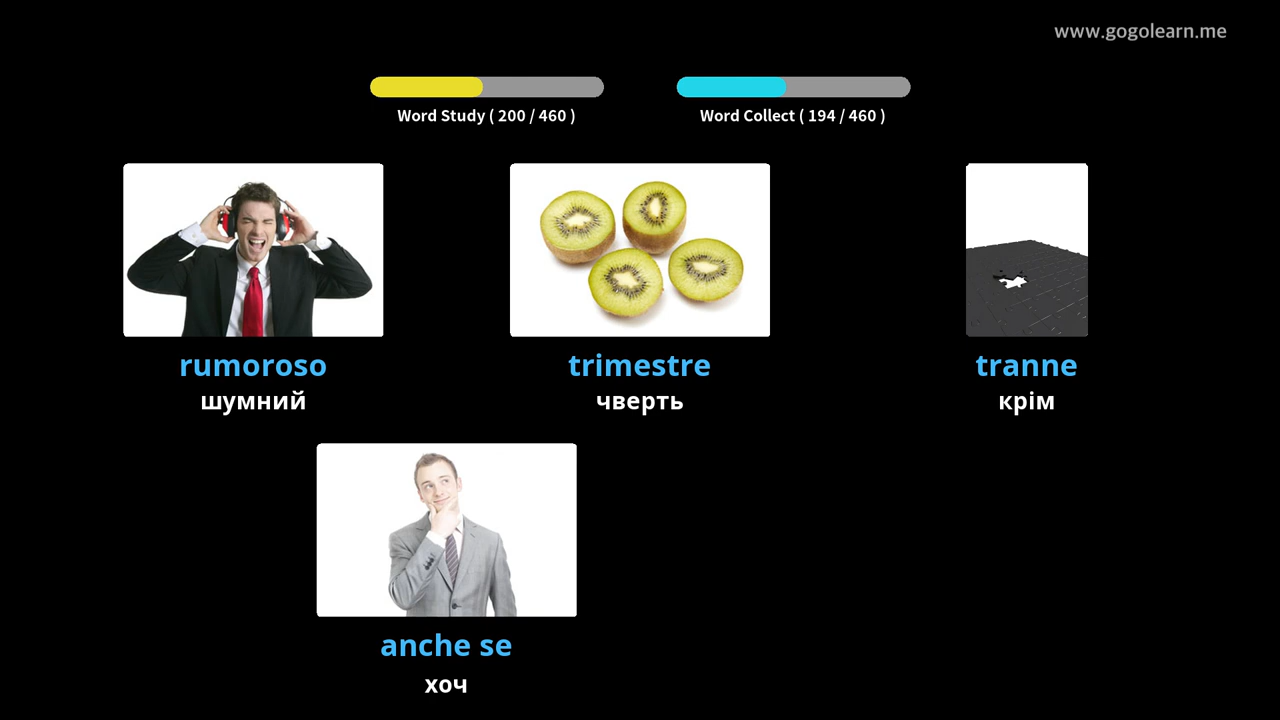 www.gogolearn.me
Word Study ( 200 / 460 )
Word Collect ( 194 / 460 )
rumoroso
шумний
trimestre
чверть
tranne
крім
anche se
хоч